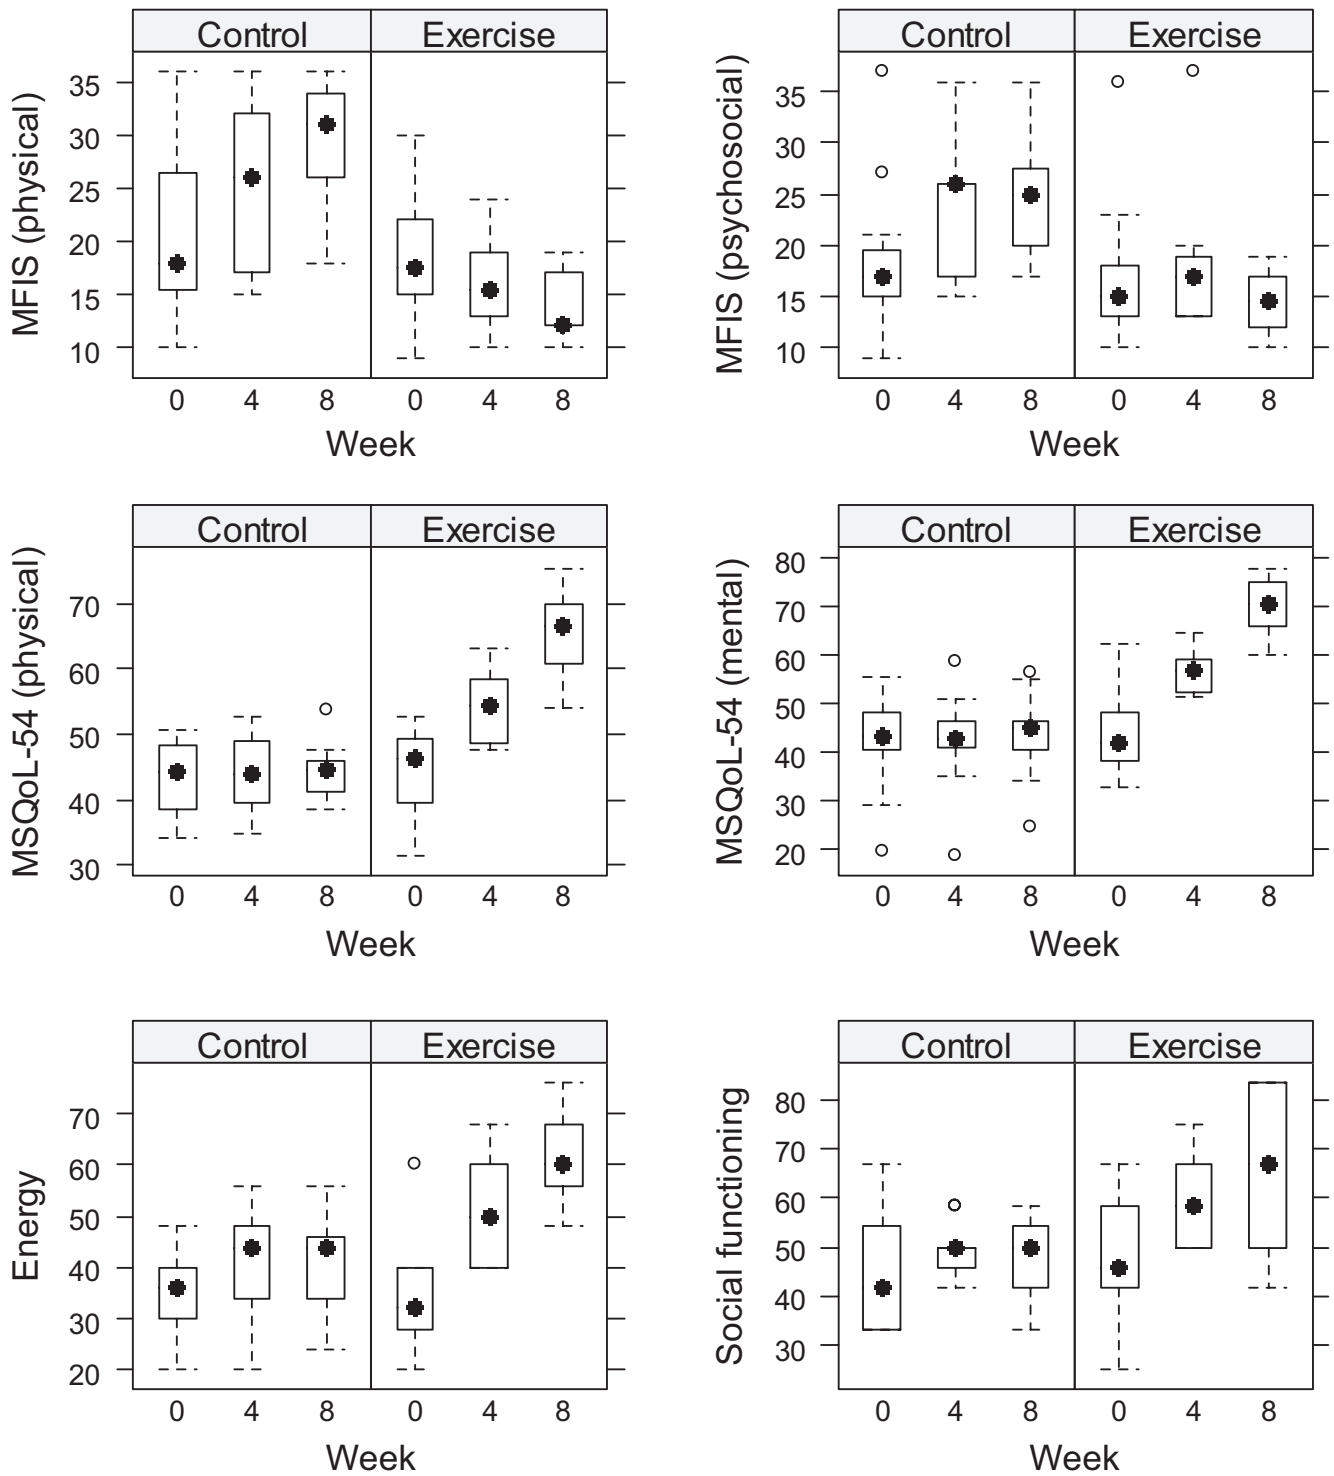 Control Exercise
MFIS (physical)
35
30
25
20
15
10
0 4 8 0 4 8
Week
Control Exercise
MFIS (psychosocial)
35
30
25
20
15
10
0 4 8 0 4 8
Week
Control Exercise
MSQoL-54 (physical)
70
60
50
40
30
0 4 8 0 4 8
Week
Control Exercise
MSQoL-54 (mental)
80
70
60
50
40
30
20
0 4 8 0 4 8
Week
Control Exercise
Energy
70
60
50
40
30
20
0 4 8 0 4 8
Week
Control Exercise
Social functioning
80
70
60
50
40
30
0 4 8 0 4 8
Week